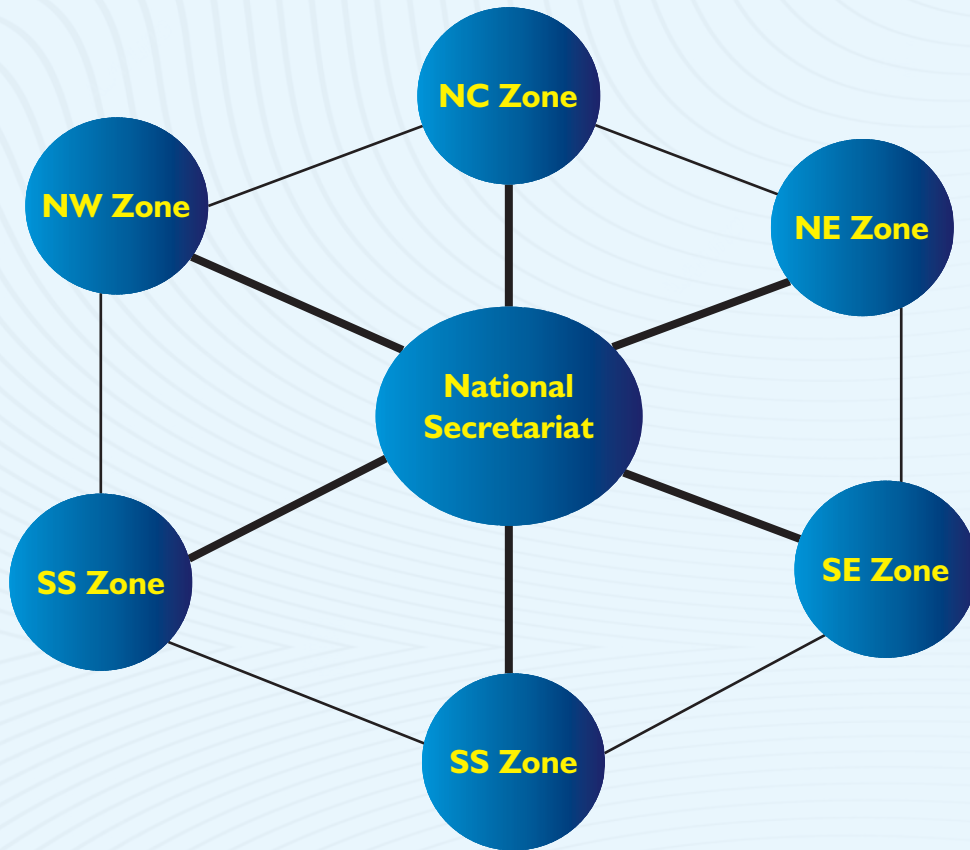 NC Zone
NW Zone
NE Zone
National
Secretariat
SS Zone
SE Zone
SS Zone